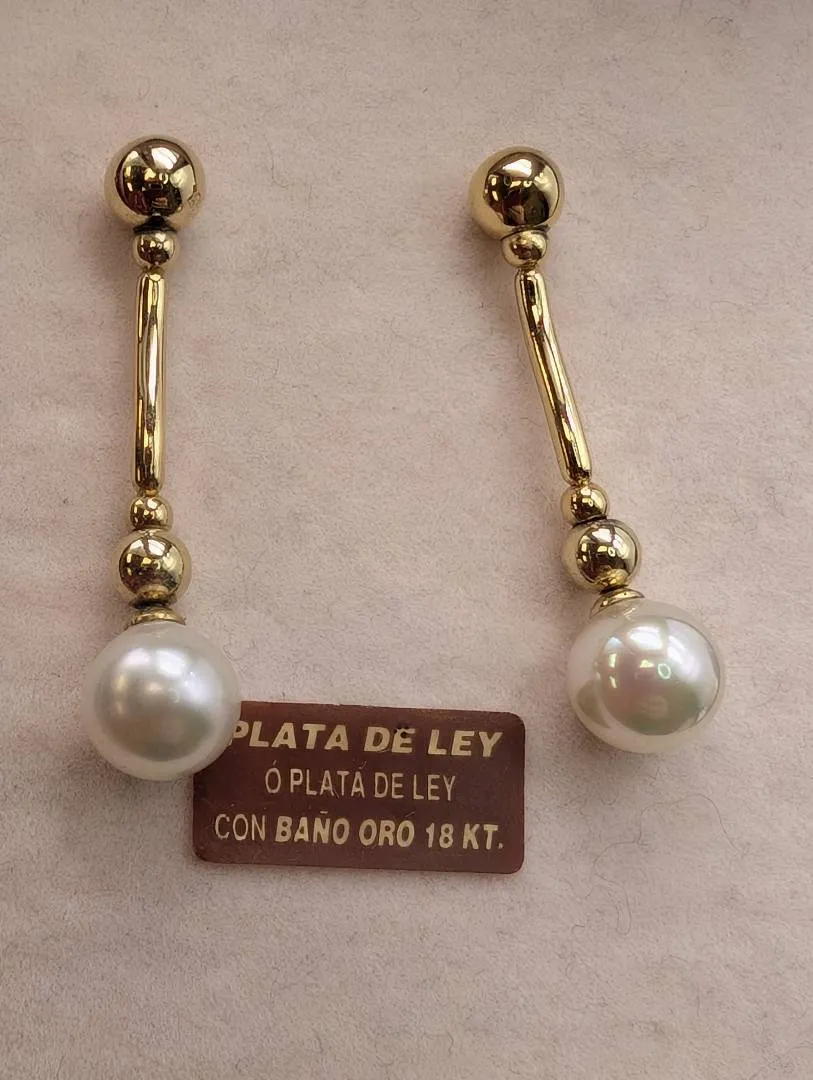 PLATA DE LEY
Ó PLATA DE LEY
CON BAÑO ORO 18 KT.